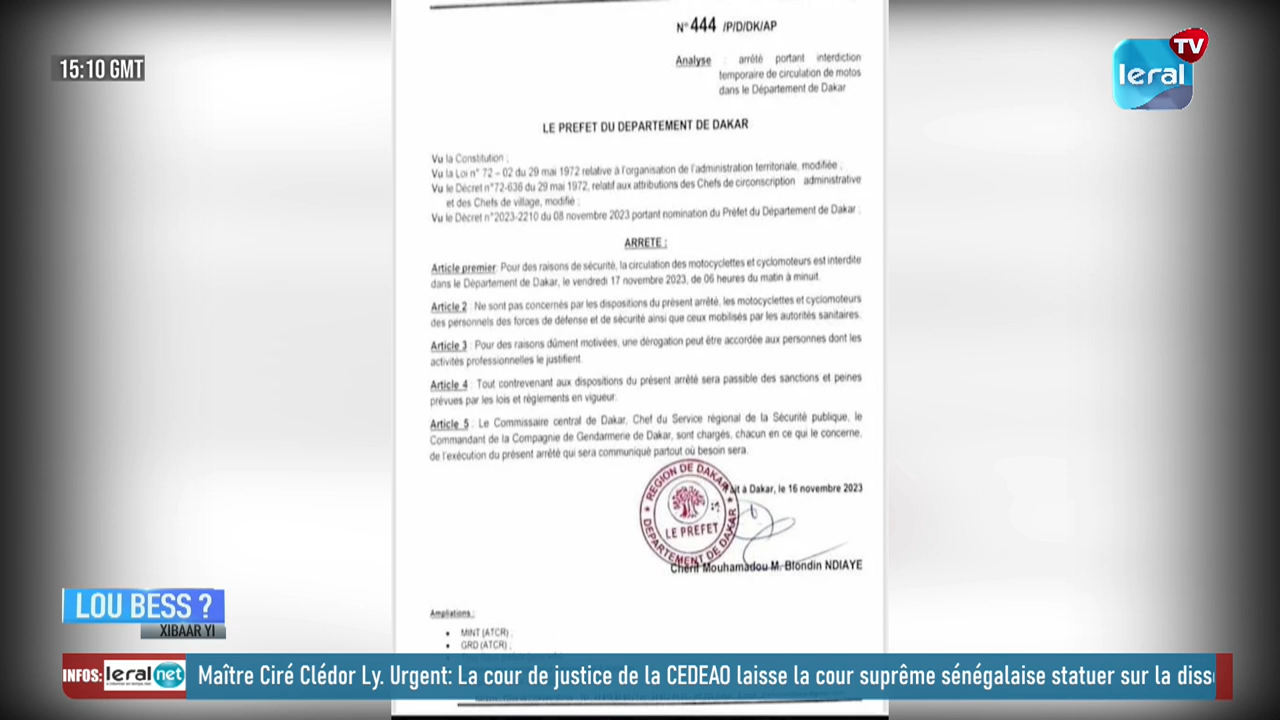 15:10 GMT
leral TV
N° 444 /P/D/DK/AP
Analyse : arrêté portant interdiction
temporaire de circulation de motos
dans le Département de Dakar
LE PREFET DU DEPARTEMENT DE DAKAR
Vu la Constitution ;
Vu la Loi n° 72 – 02 du 29 mai 1972 relative à l'organisation de l'administration territoriale, modifiée ;
Vu le Décret n°72-636 du 29 mai 1972, relatif aux attributions des Chefs de circonscription administrative
et des Chefs de village, modifié ;
Vu le Décret n°2023-2210 du 08 novembre 2023 portant nomination du Préfet du Département de Dakar ;
ARRETE :
Article premier: Pour des raisons de sécurité, la circulation des motocyclettes et cyclomoteurs est interdite
dans le Département de Dakar, le vendredi 17 novembre 2023, de 06 heures du matin à minuit.
Article 2 : Ne sont pas concernés par les dispositions du présent arrêté, les motocyclettes et cyclomoteurs
des personnels des forces de défense et de sécurité ainsi que ceux mobilisés par les autorités sanitaires.
Article 3 : Pour des raisons dûment motivées, une dérogation peut être accordée aux personnes dont les
activités professionnelles le justifient.
Article 4 : Tout contrevenant aux dispositions du présent arrêté sera passible des sanctions et peines
prévues par les lois et règlements en vigueur.
Article 5 : Le Commissaire central de Dakar, Chef du Service régional de la Sécurité publique, le
Commandant de la Compagnie de Gendarmerie de Dakar, sont chargés, chacun en ce qui le concerne,
de l'exécution du présent arrêté qui sera communiqué partout où besoin sera.
ait à Dakar, le 16 novembre 2023
REGION DE DAKAR
LE PREFET
DEPARTEMENT DE DAKAR
Chérif Mouhamadou M. Blondin NDIAYE
Ampliations :
• MINT (ATCR) ;
• GRD (ATCR) ;
LOU BESS ?
XIBAAR YI
INFOS: leral net Maître Ciré Clédor Ly. Urgent: La cour de justice de la CEDEAO laisse la cour suprême sénégalaise statuer sur la diss